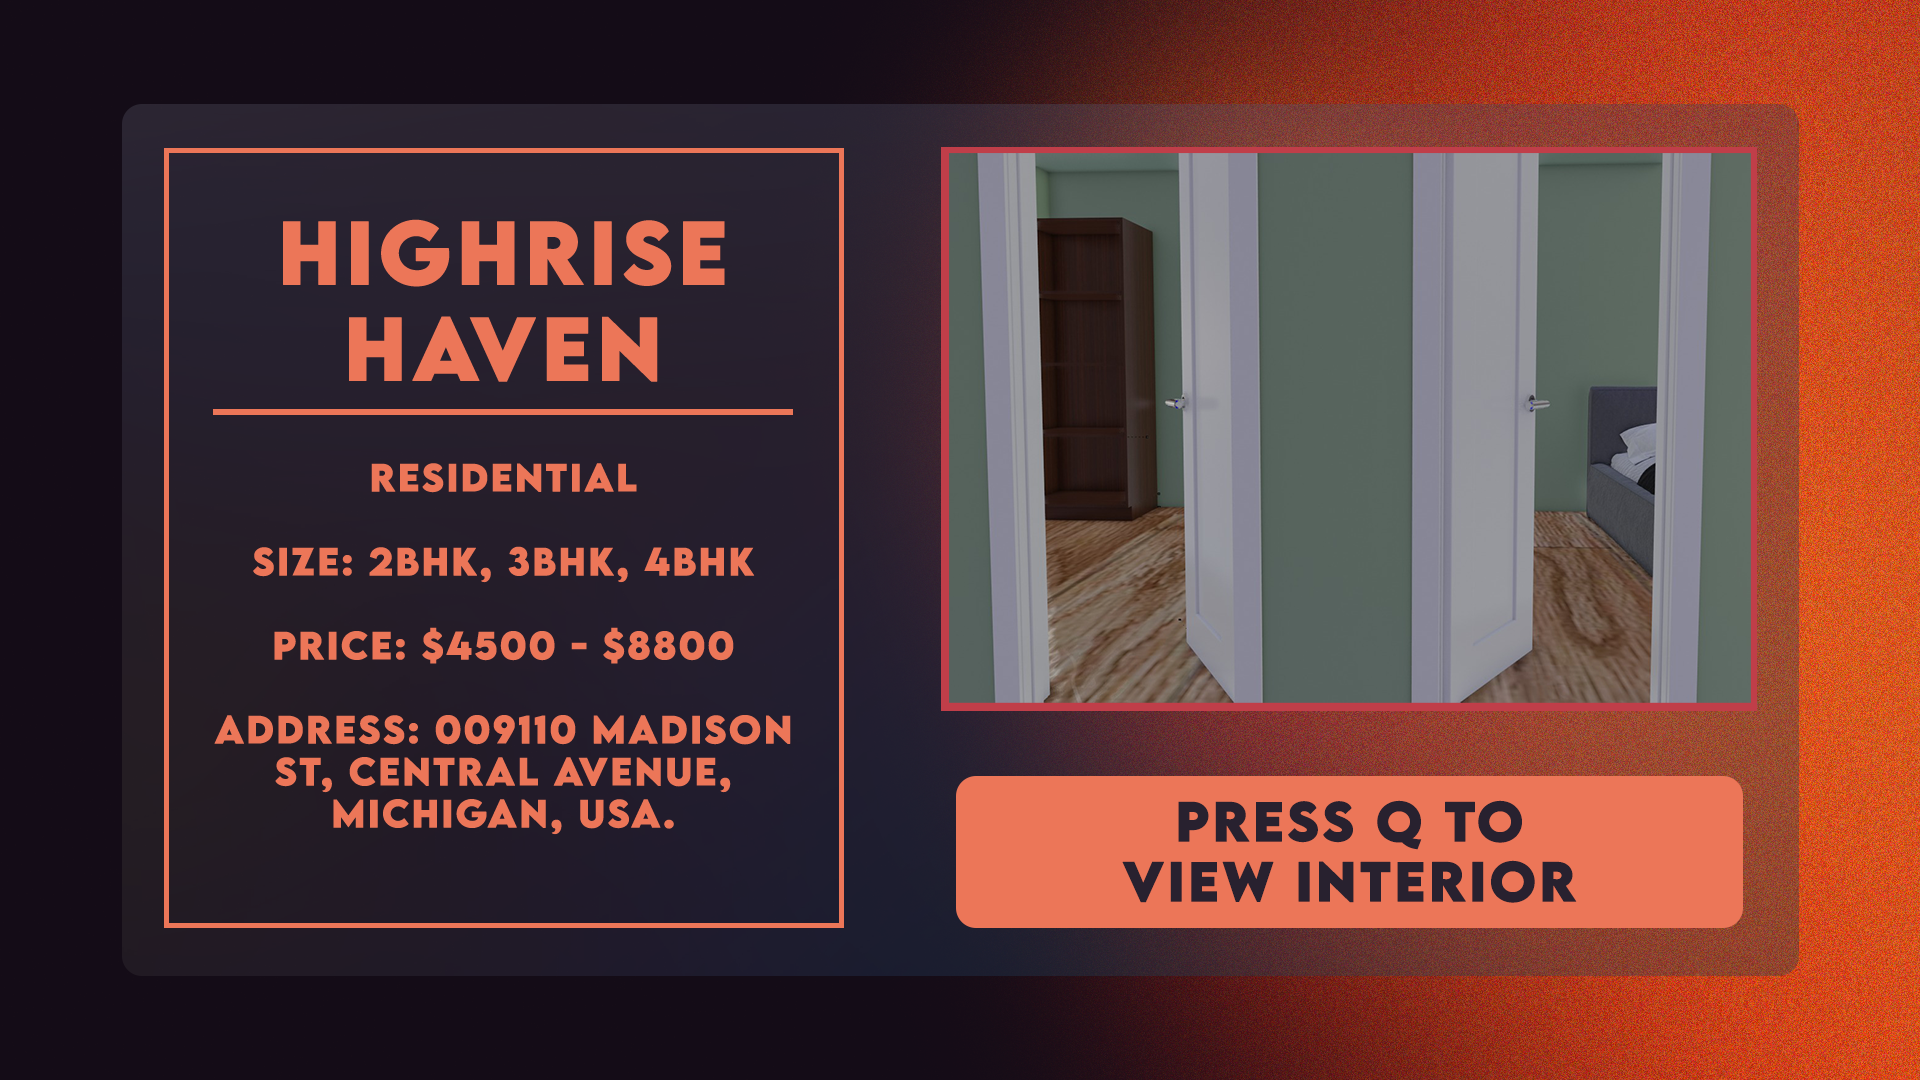 HIGHRISE
HAVEN
RESIDENTIAL
SIZE: 2BHK, 3BHK, 4BHK
PRICE: $4500 - $8800
ADDRESS: 009110 MADISON
ST, CENTRAL AVENUE,
MICHIGAN, USA.
PRESS Q TO
VIEW INTERIOR